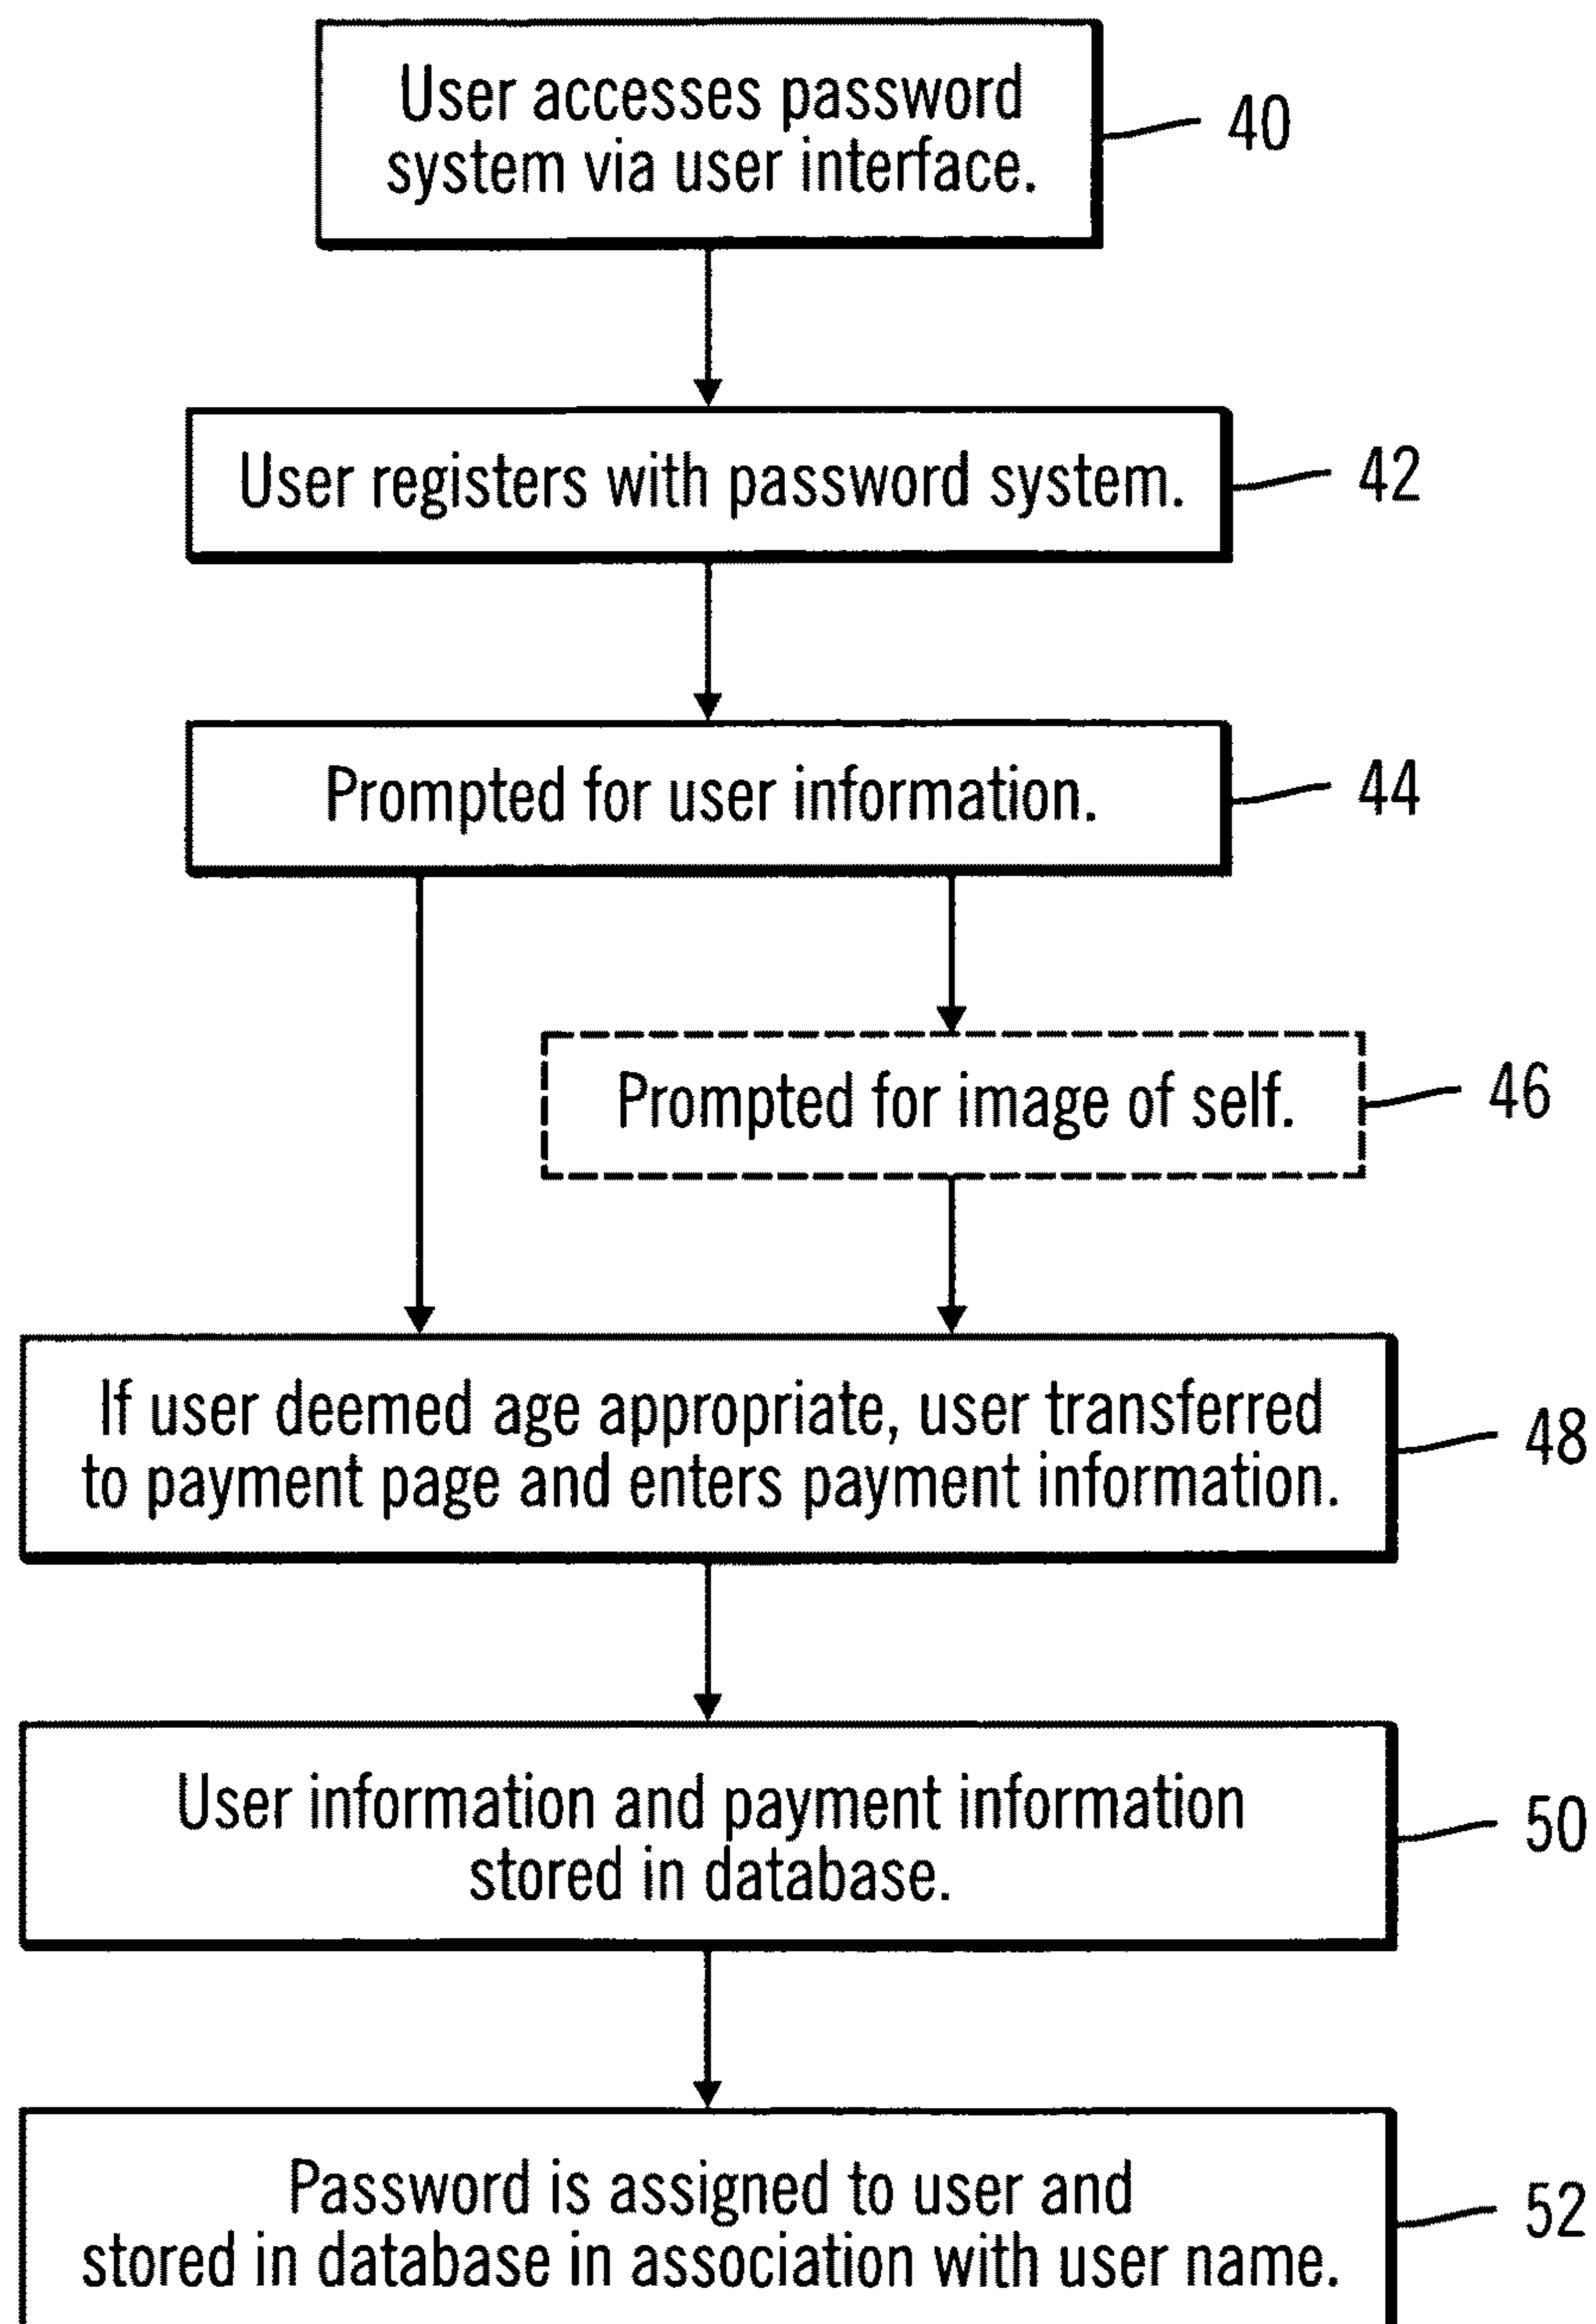 User accesses password
system via user interface.
40
User registers with password system.
42
Prompted for user information.
44
Prompted for image of self.
46
If user deemed age appropriate, user transferred
to payment page and enters payment information.
48
User information and payment information
stored in database.
50
Password is assigned to user and
stored in database in association with user name.
52